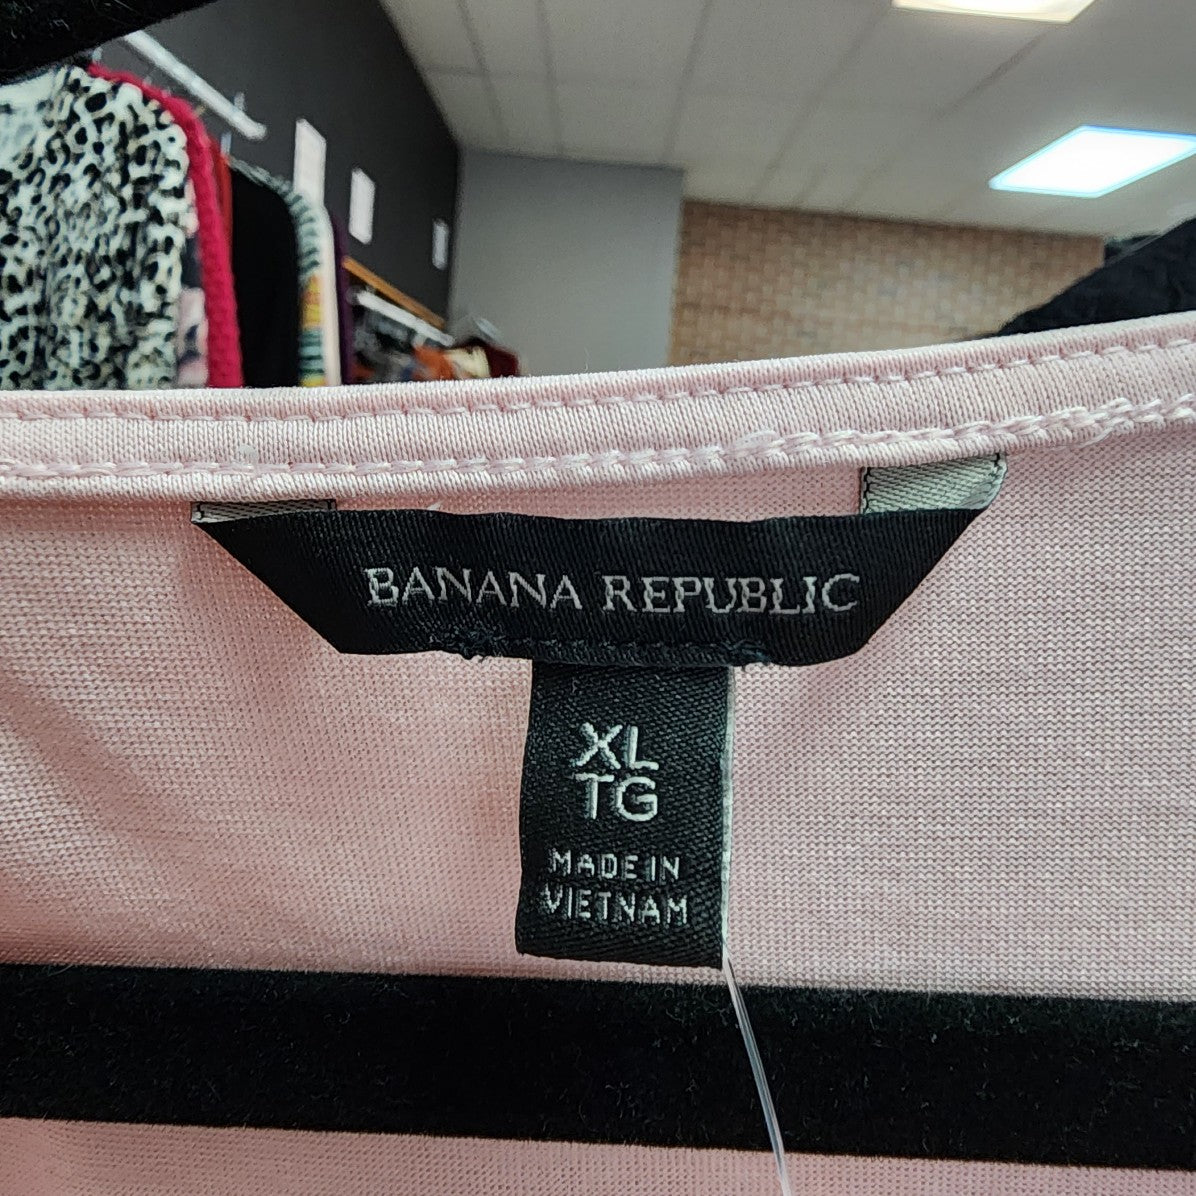 BANANA REPUBLIC
XL
TG
MADE IN
VIETNAM